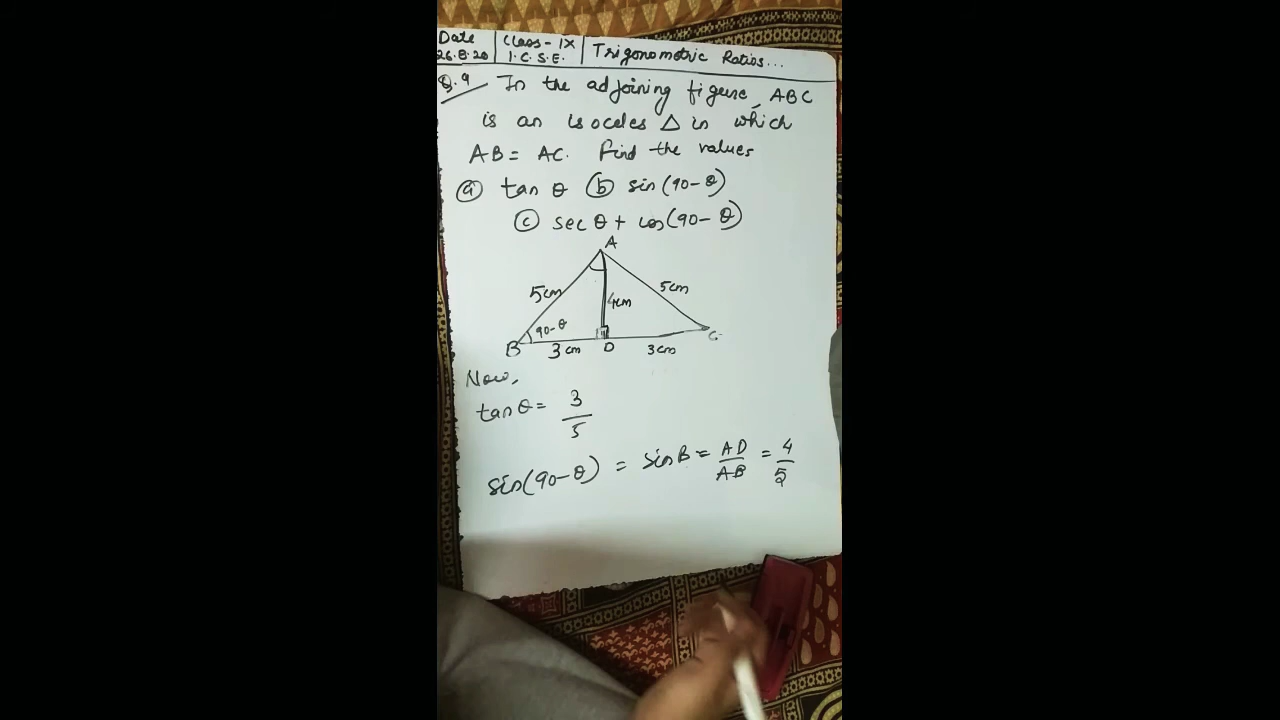 Date
26.8.20
Class - IX
I.C.S.E.
Trigonometric Ratios...
Q.9 In the adjoining figure, ABC
is an isoceles △ in which
AB = AC. Find the values
(a) tan θ (b) sin(90-θ)
(c) sec θ + cos(90-θ)
A
5cm
4cm
5cm
90-θ
B 3cm D 3cm C
Now,
tan θ = 3/5
sin(90-θ) = sin B = AD/AB = 4/5